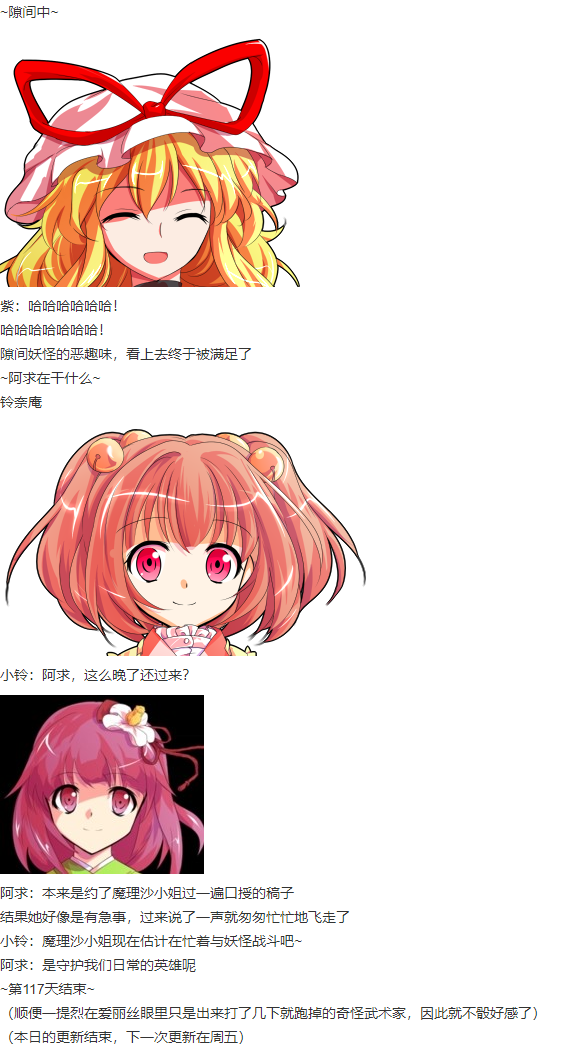 ~隙间中~
紫：哈哈哈哈哈哈！
哈哈哈哈哈哈哈！
隙间妖怪的恶趣味，看上去终于被满足了
~阿求在干什么~
铃奈庵
小铃：阿求，这么晚了还过来？
阿求：本来是约了魔理沙小姐过一遍口授的稿子
结果她好像是有急事，过来说了一声就匆匆忙忙地飞走了
小铃：魔理沙小姐现在估计在忙着与妖怪战斗吧~
阿求：是守护我们日常的英雄呢
~第117天结束~
（顺便一提烈在爱丽丝眼里只是出来打了几下就跑掉的奇怪武术家，因此就不骰好感了）
（本日的更新结束，下一次更新在周五）